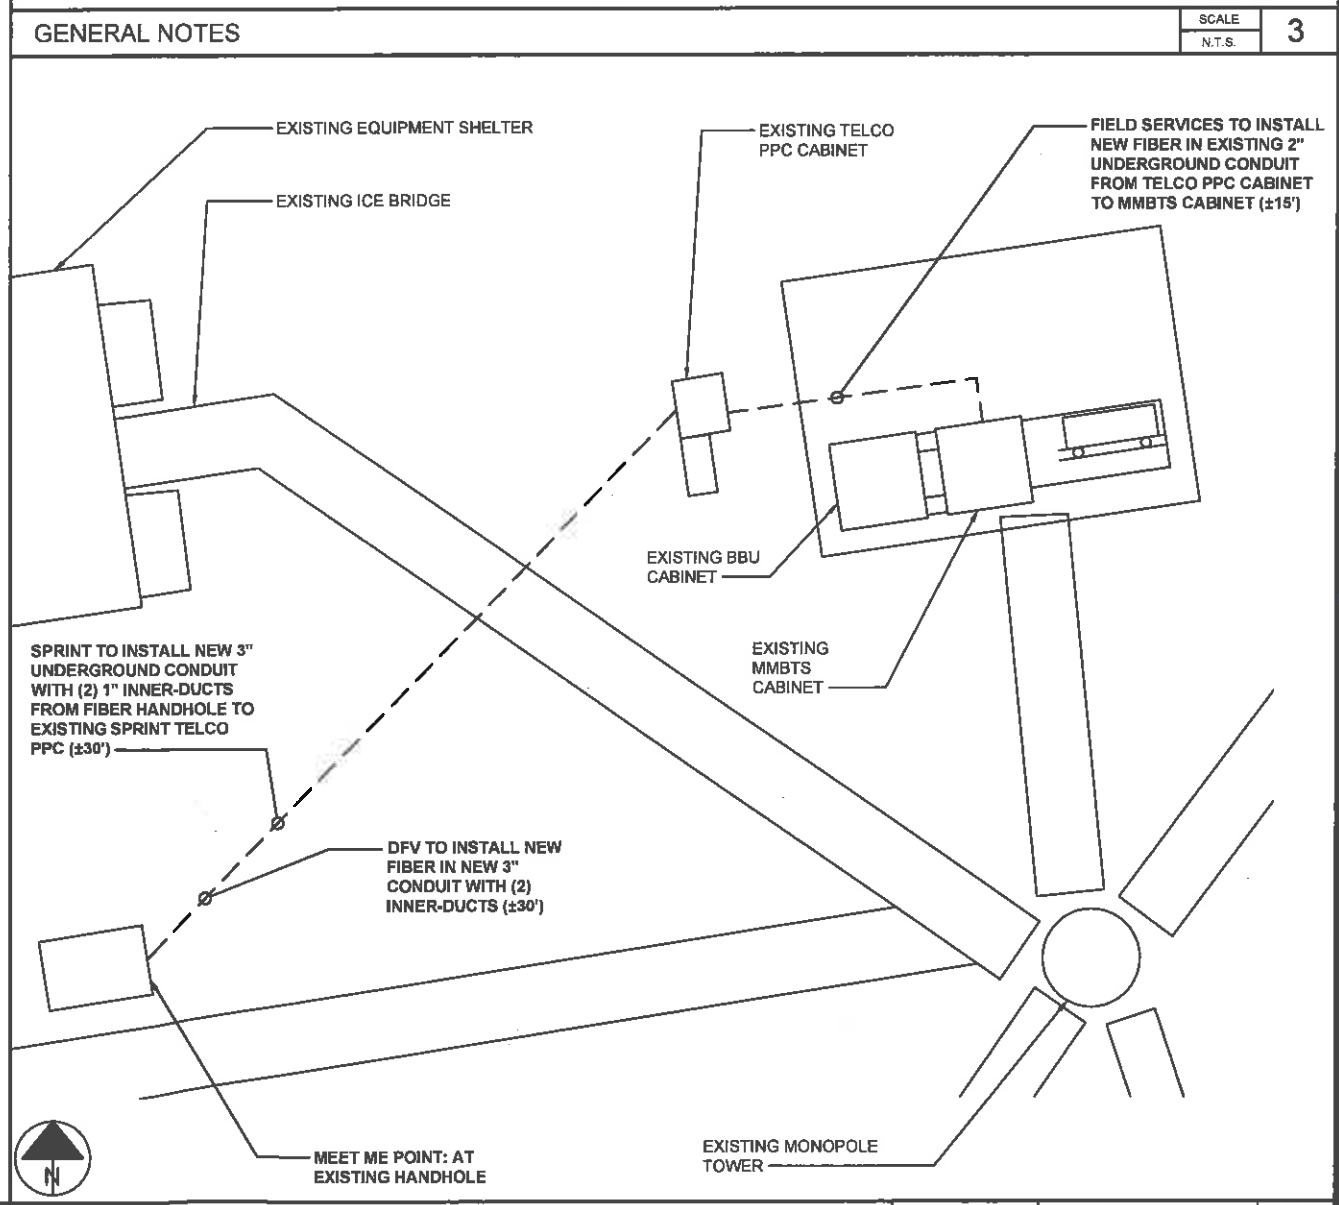 GENERAL NOTES
SCALE
N.T.S.
3
EXISTING EQUIPMENT SHELTER
EXISTING ICE BRIDGE
EXISTING TELCO
PPC CABINET
FIELD SERVICES TO INSTALL
NEW FIBER IN EXISTING 2"
UNDERGROUND CONDUIT
FROM TELCO PPC CABINET
TO MMBTS CABINET (±15')
EXISTING BBU
CABINET
EXISTING
MMBTS
CABINET
SPRINT TO INSTALL NEW 3"
UNDERGROUND CONDUIT
WITH (2) 1" INNER-DUCTS
FROM FIBER HANDHOLE TO
EXISTING SPRINT TELCO
PPC (±30')
DFV TO INSTALL NEW
FIBER IN NEW 3"
CONDUIT WITH (2)
INNER-DUCTS (±30')
MEET ME POINT: AT
EXISTING HANDHOLE
EXISTING MONOPOLE
TOWER
N